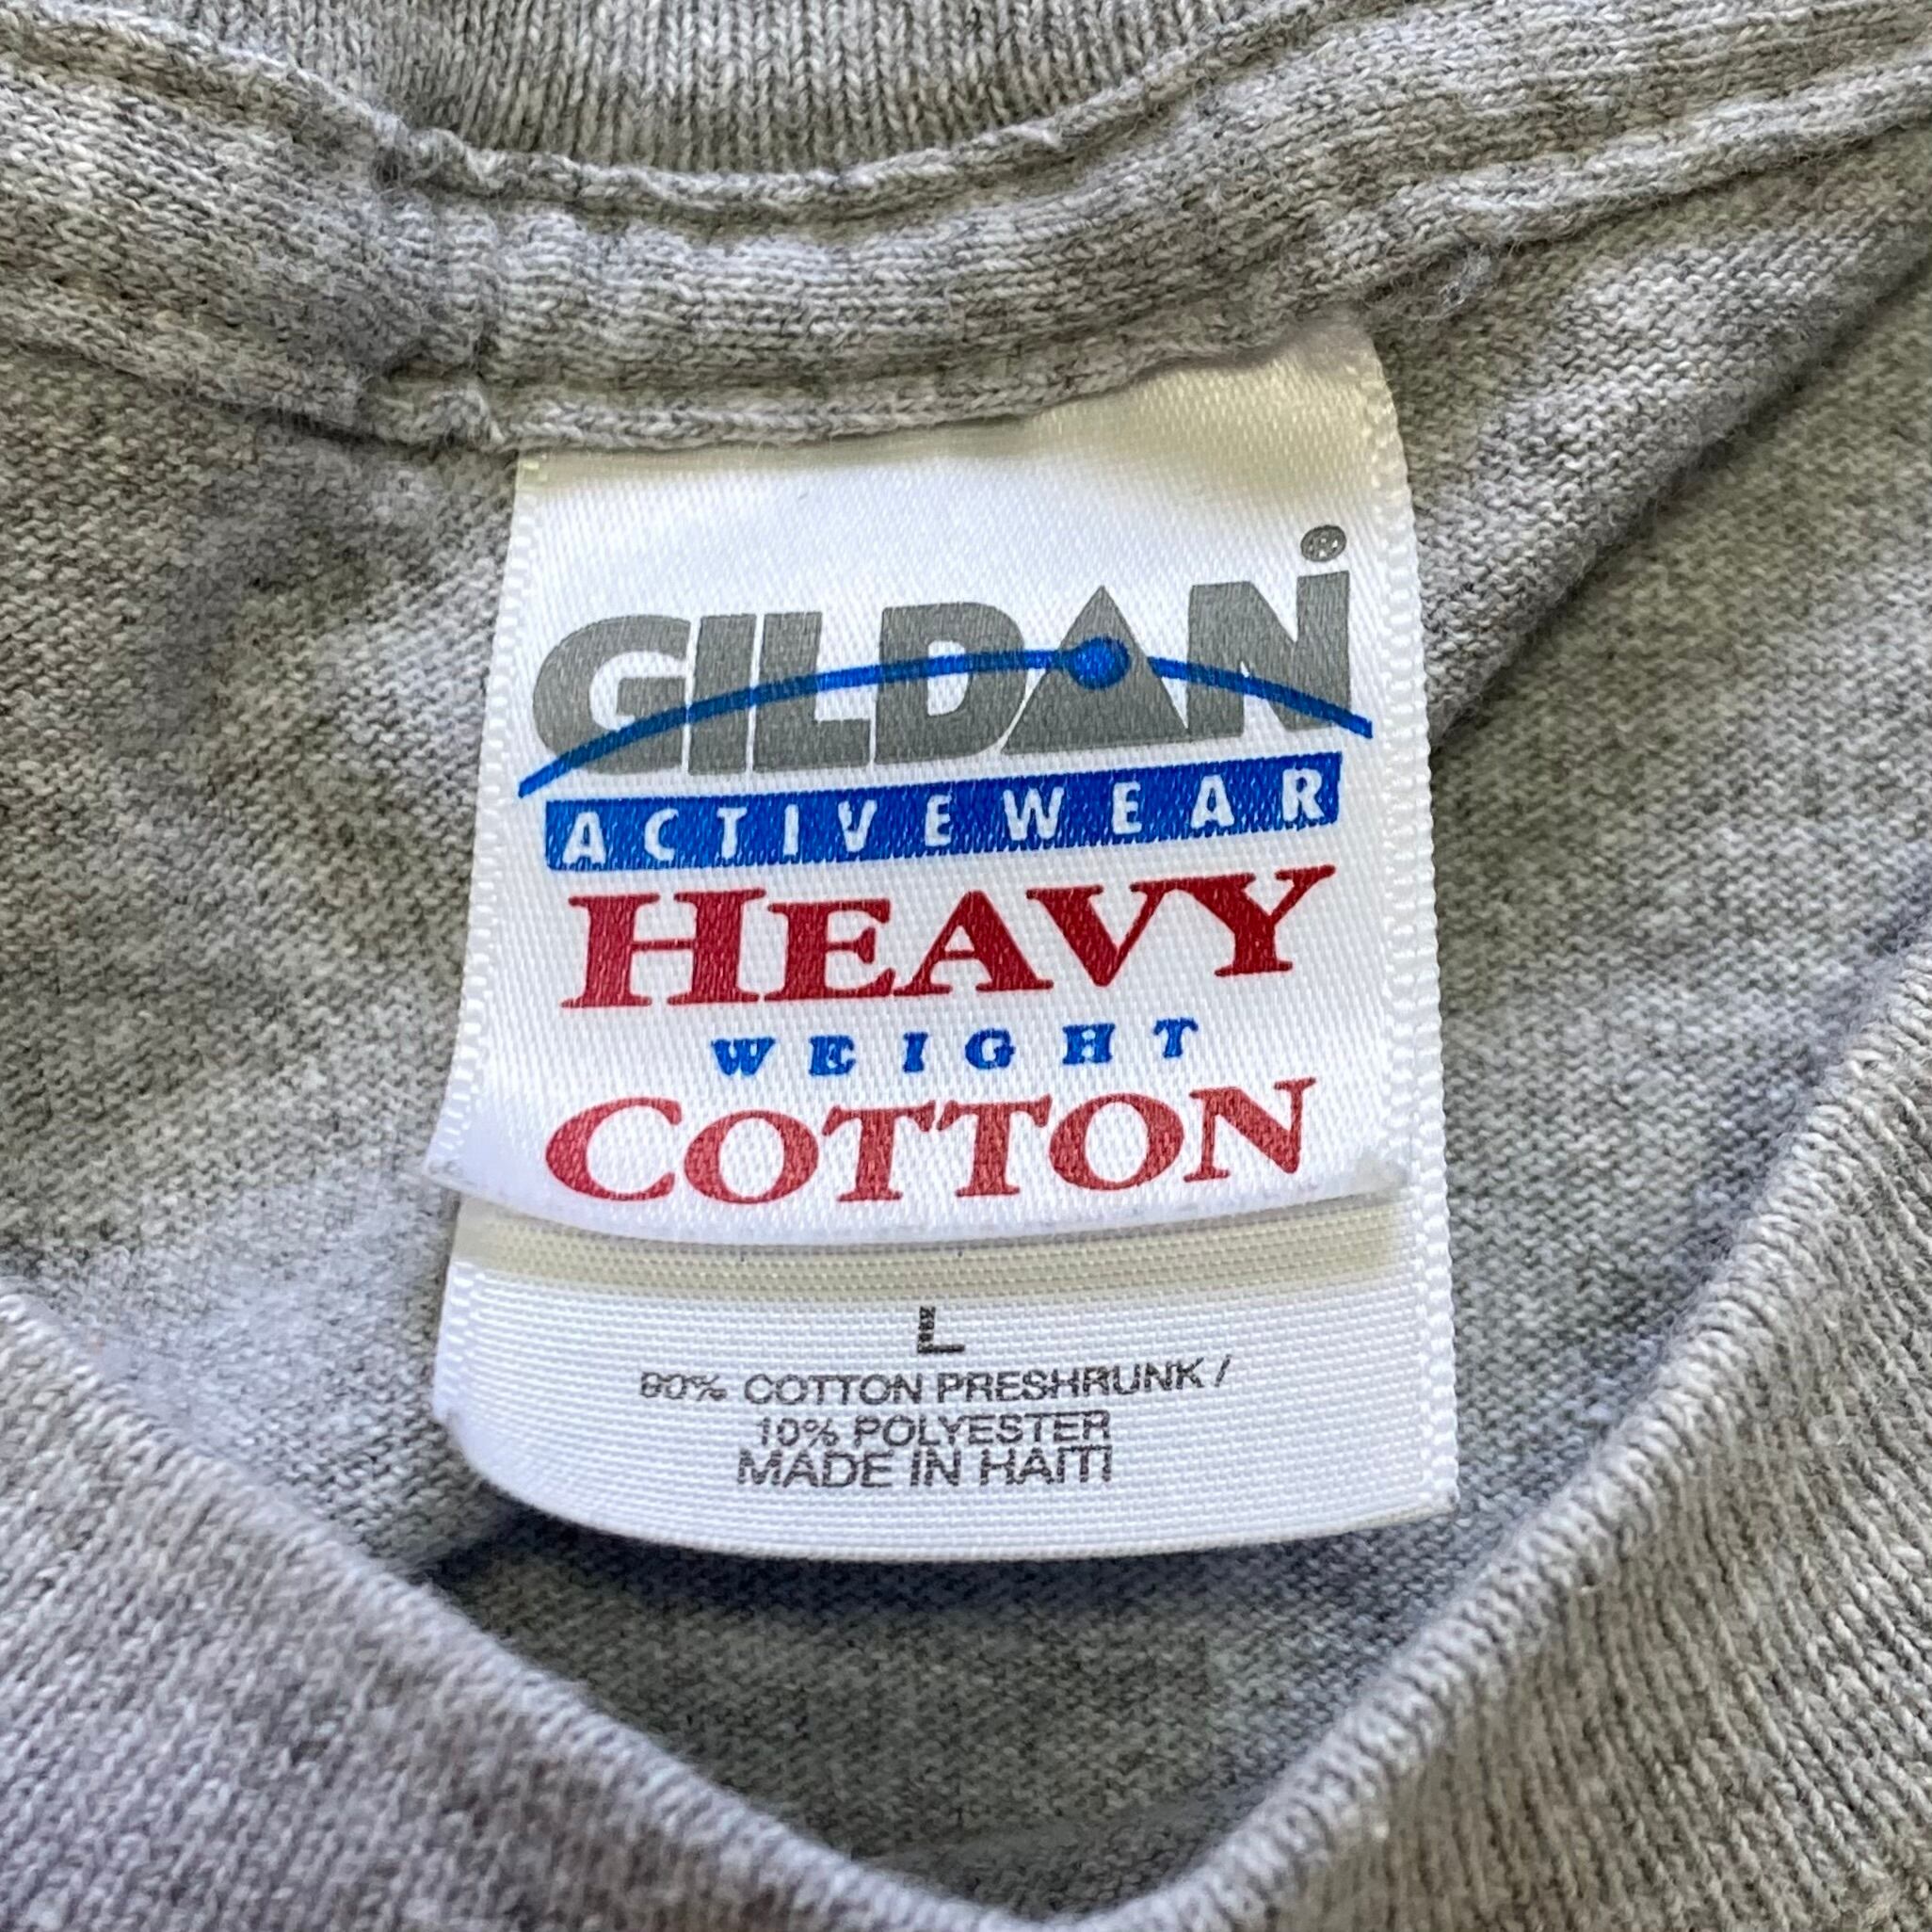 GILDAN®
ACTIVEWEAR
HEAVY
WEIGHT
COTTON
L
90% COTTON PRESHRUNK /
10% POLYESTER
MADE IN HAITI